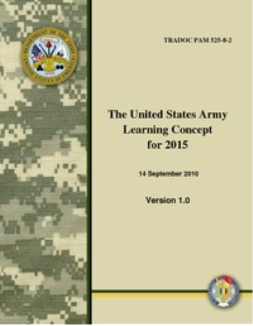 TRADOC PAM 525-8-2
The United States Army
Learning Concept
for 2015
14 September 2010
Version 1.0